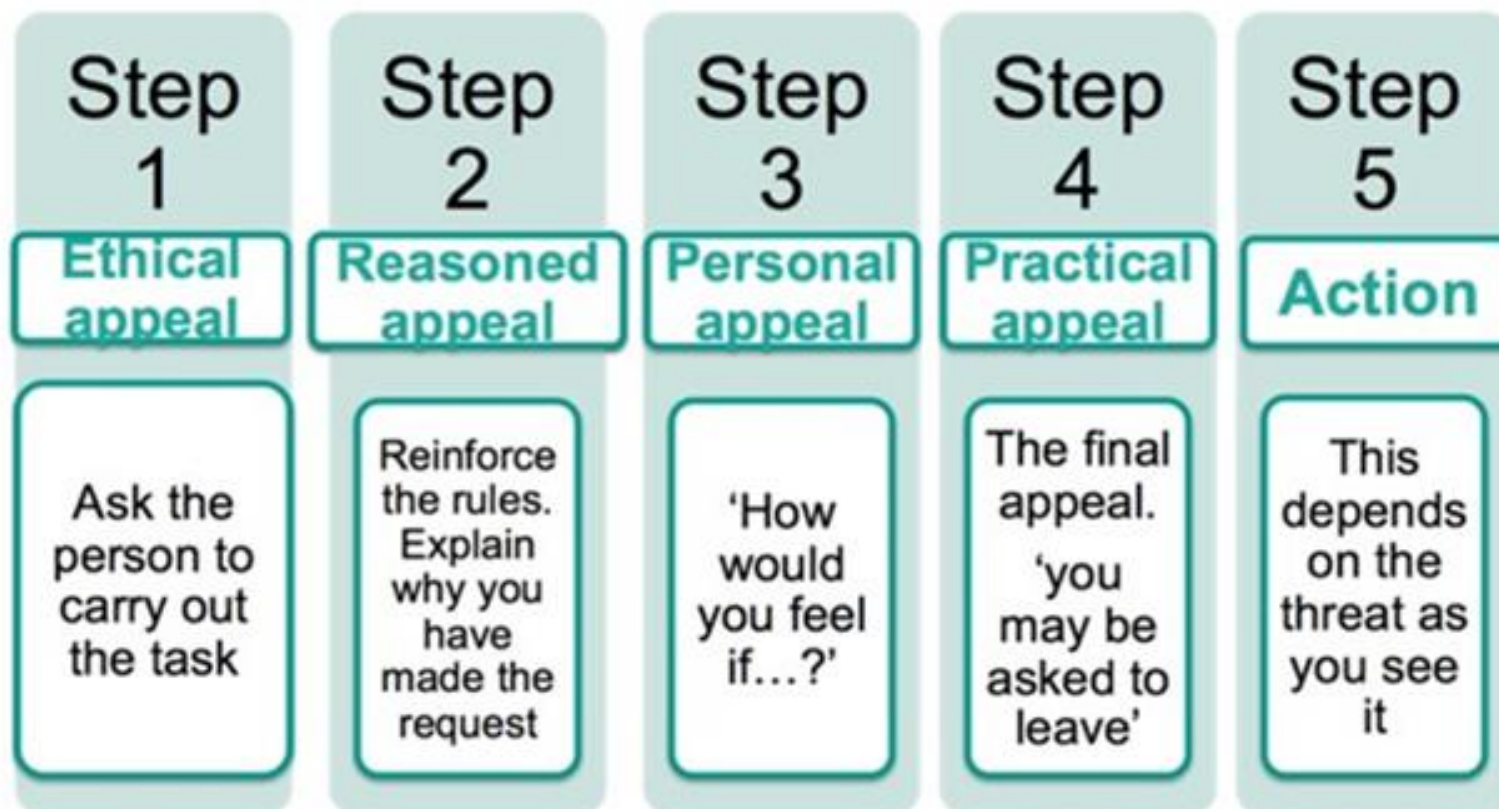 Step
1
Ethical
appeal
Ask the
person to
carry out
the task
Step
2
Reasoned
appeal
Reinforce
the rules.
Explain
why you
have
made the
request
Step
3
Personal
appeal
‘How
would
you feel
if…?’
Step
4
Practical
appeal
The final
appeal.
‘you
may be
asked to
leave’
Step
5
Action
This
depends
on the
threat as
you see
it